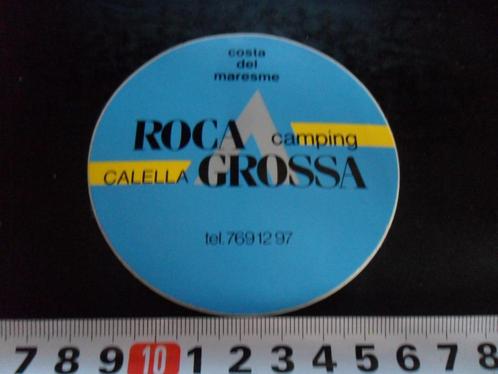 costa
del
maresme
ROCA camping
CALELLA GROSSA
tel. 769 12 97
7 8 9 10 1 2 3 4 5 6 7 8